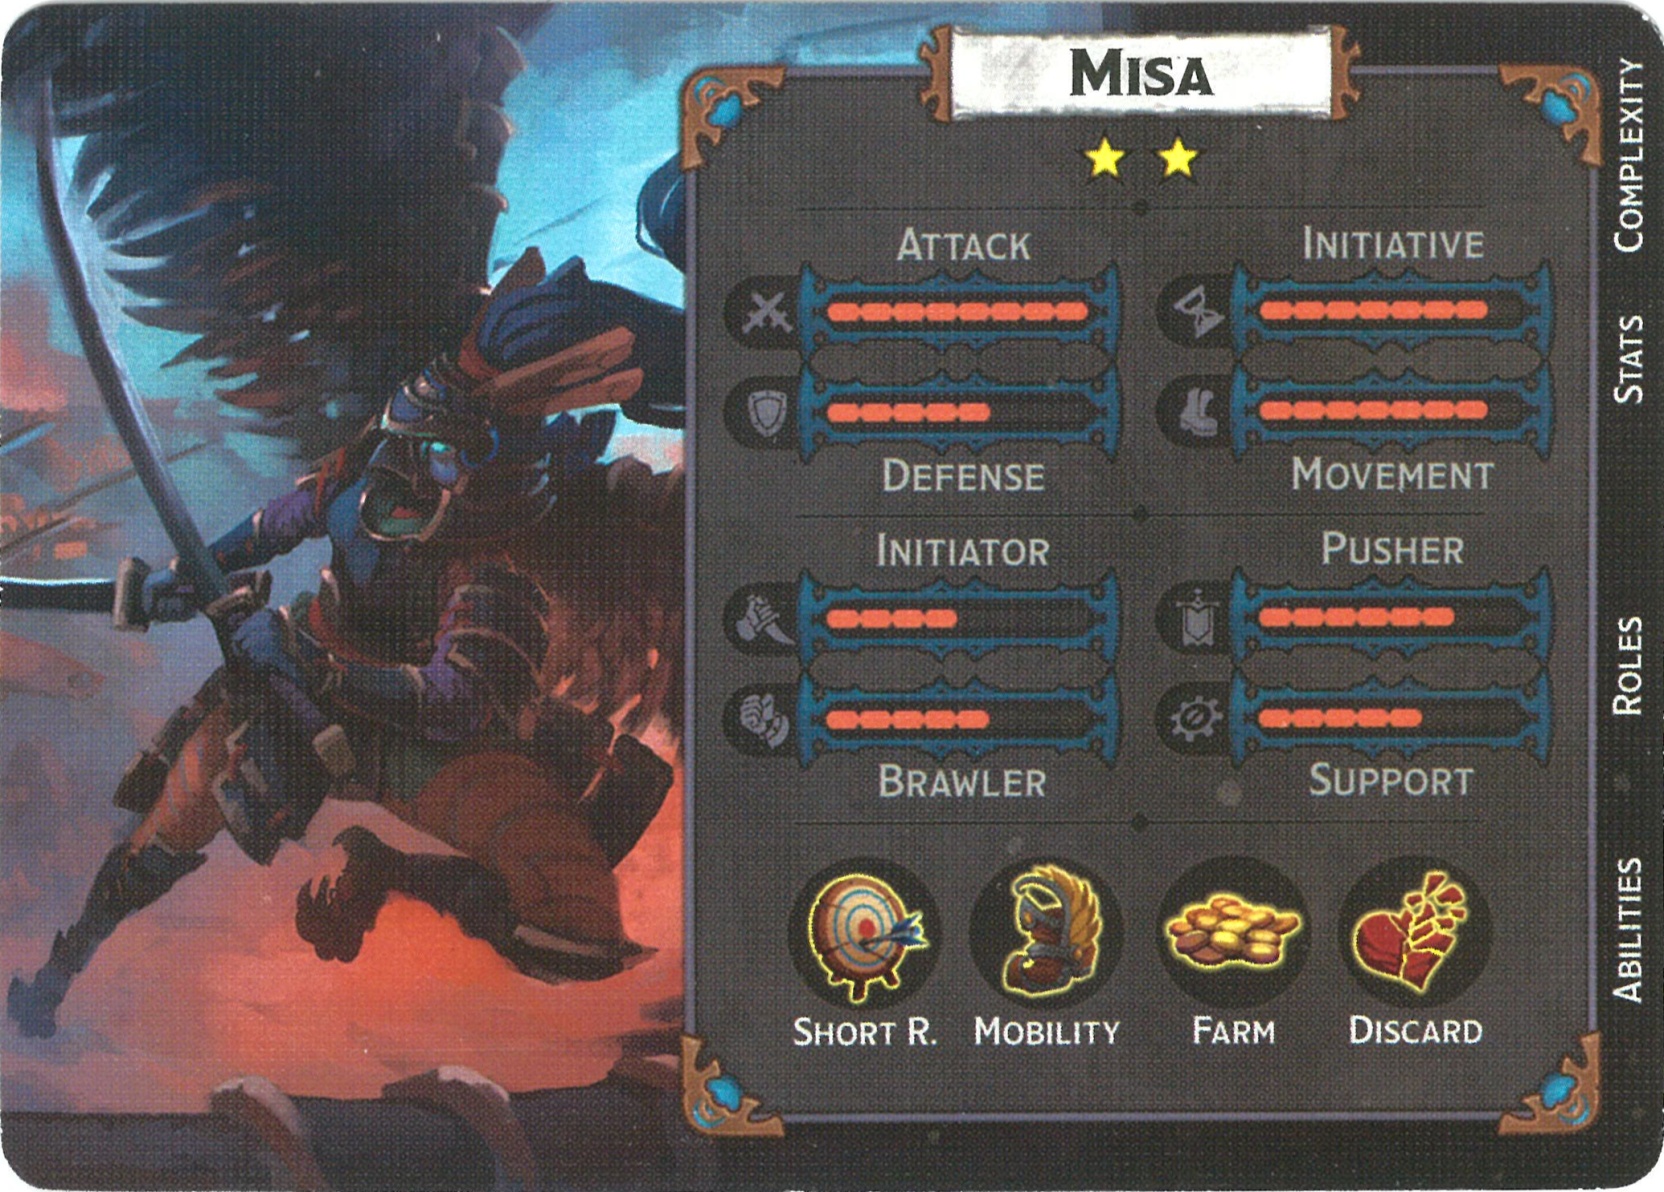 Misa
Attack
Initiative
Defense
Movement
Initiator
Pusher
Brawler
Support
Short R.
Mobility
Farm
Discard
Complexity
Stats
Roles
Abilities